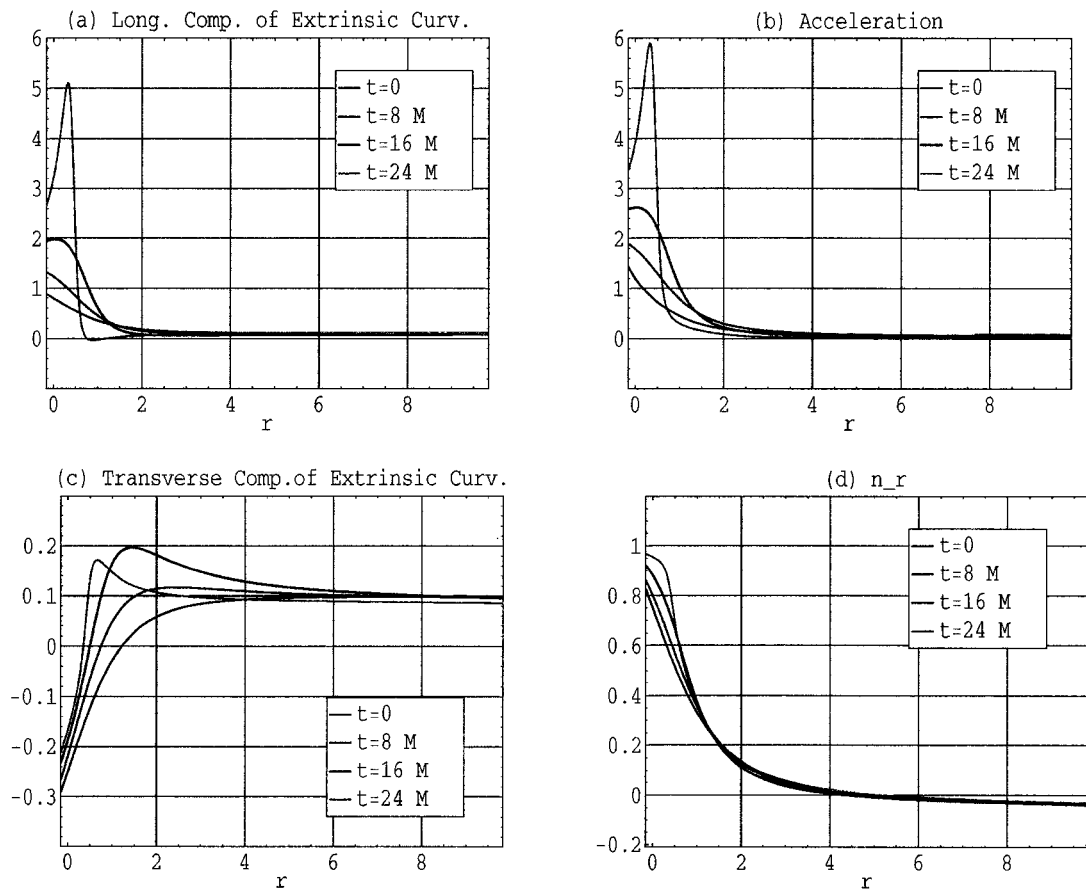 (a) Long. Comp. of Extrinsic Curv.
6
5
4
3
2
1
0
t=0
t=8 M
t=16 M
t=24 M
0 2 4 6 8
r
(b) Acceleration
6
5
4
3
2
1
0
t=0
t=8 M
t=16 M
t=24 M
0 2 4 6 8
r
(c) Transverse Comp.of Extrinsic Curv.
0.2
0.1
0
-0.1
-0.2
-0.3
t=0
t=8 M
t=16 M
t=24 M
0 2 4 6 8
r
(d) n_r
1
0.8
0.6
0.4
0.2
0
-0.2
t=0
t=8 M
t=16 M
t=24 M
0 2 4 6 8
r